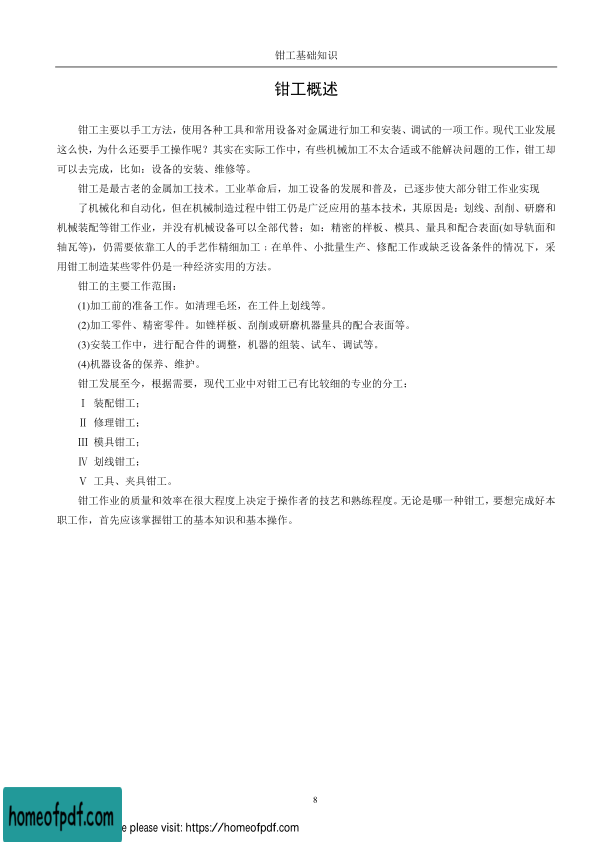 钳工基础知识
钳工概述
钳工主要以手工方法，使用各种工具和常用设备对金属进行加工和安装、调试的一项工作。现代工业发展
这么快，为什么还要手工操作呢？其实在实际工作中，有些机械加工不太合适或不能解决问题的工作，钳工却
可以去完成，比如：设备的安装、维修等。
钳工是最古老的金属加工技术。工业革命后，加工设备的发展和普及，已逐步使大部分钳工作业实现
了机械化和自动化，但在机械制造过程中钳工仍是广泛应用的基本技术，其原因是：划线、刮削、研磨和
机械装配等钳工作业，并没有机械设备可以全部代替；如：精密的样板、模具、量具和配合表面(如导轨面和
轴瓦等)，仍需要依靠工人的手艺作精细加工﹔在单件、小批量生产、修配工作或缺乏设备条件的情况下，采
用钳工制造某些零件仍是一种经济实用的方法。
钳工的主要工作范围：
(1)加工前的准备工作。如清理毛坯，在工件上划线等。
(2)加工零件、精密零件。如锉样板、刮削或研磨机器量具的配合表面等。
(3)安装工作中，进行配合件的调整，机器的组装、试车、调试等。
(4)机器设备的保养、维护。
钳工发展至今，根据需要，现代工业中对钳工已有比较细的专业的分工：
Ⅰ 装配钳工；
Ⅱ 修理钳工；
Ⅲ 模具钳工；
Ⅳ 划线钳工；
Ⅴ 工具、夹具钳工。
钳工作业的质量和效率在很大程度上决定于操作者的技艺和熟练程度。无论是哪一种钳工，要想完成好本
职工作，首先应该掌握钳工的基本知识和基本操作。
8
homeofpdf.com
e please visit: https://homeofpdf.com